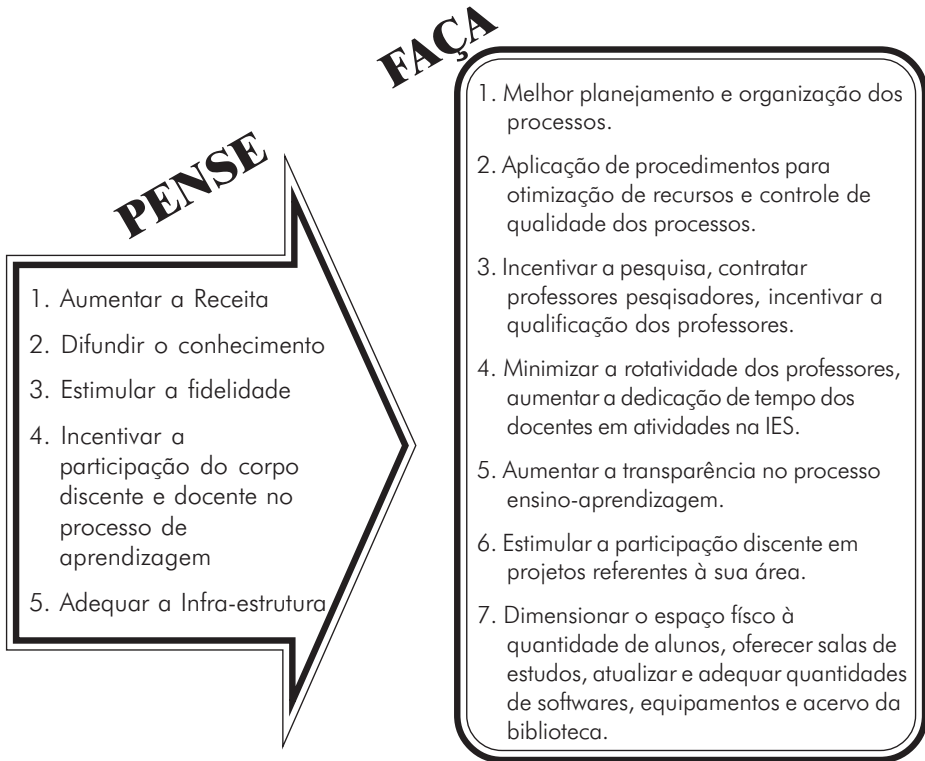 PENSE
1. Aumentar a Receita
2. Difundir o conhecimento
3. Estimular a fidelidade
4. Incentivar a
participação do corpo
discente e docente no
processo de
aprendizagem
5. Adequar a Infra-estrutura
FAÇA
1. Melhor planejamento e organização dos
processos.
2. Aplicação de procedimentos para
otimização de recursos e controle de
qualidade dos processos.
3. Incentivar a pesquisa, contratar
professores pesqisadores, incentivar a
qualificação dos professores.
4. Minimizar a rotatividade dos professores,
aumentar a dedicação de tempo dos
docentes em atividades na IES.
5. Aumentar a transparência no processo
ensino-aprendizagem.
6. Estimular a participação discente em
projetos referentes à sua área.
7. Dimensionar o espaço físco à
quantidade de alunos, oferecer salas de
estudos, atualizar e adequar quantidades
de softwares, equipamentos e acervo da
biblioteca.